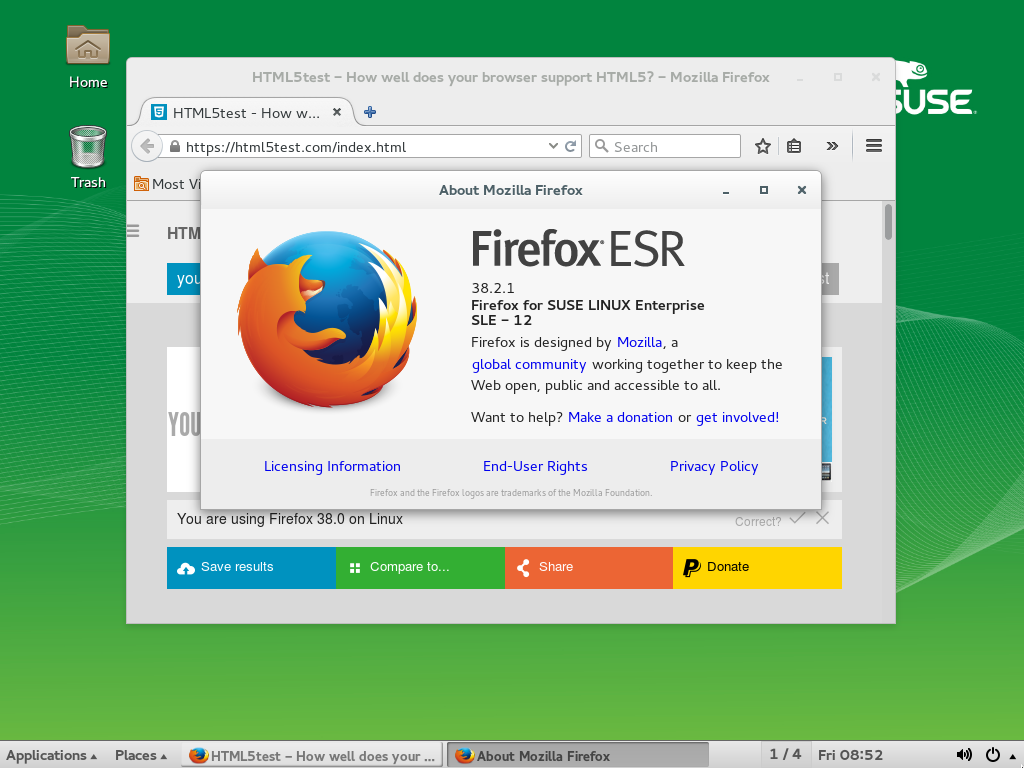 Home
Trash
SUSE
HTML5test – How well does your browser support HTML5? – Mozilla Firefox
HTML5test - How w...
https://html5test.com/index.html
Search
Most Vi
About Mozilla Firefox
HTM
you
st
Firefox ESR
38.2.1
Firefox for SUSE LINUX Enterprise
SLE – 12
Firefox is designed by Mozilla, a
global community working together to keep the
Web open, public and accessible to all.
Want to help? Make a donation or get involved!
YOU
R
Licensing Information End-User Rights Privacy Policy
Firefox and the Firefox logos are trademarks of the Mozilla Foundation.
You are using Firefox 38.0 on Linux
Correct?
Save results Compare to... Share Donate
Applications Places HTML5test – How well does your ... About Mozilla Firefox 1 / 4 Fri 08:52